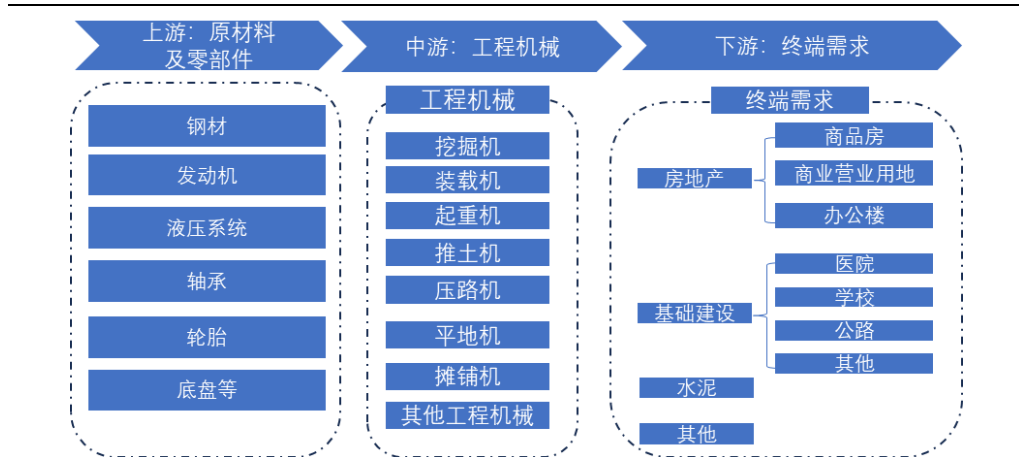 上游：原材料
及零部件
中游：工程机械
下游：终端需求
钢材
发动机
液压系统
轴承
轮胎
底盘等
工程机械
挖掘机
装载机
起重机
推土机
压路机
平地机
摊铺机
其他工程机械
终端需求
房地产
商品房
商业营业用地
办公楼
基础建设
医院
学校
公路
其他
水泥
其他